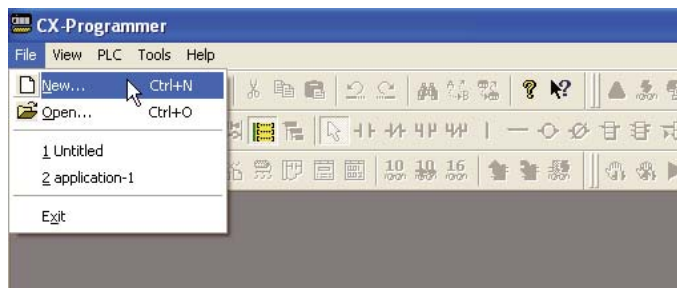 CX-Programmer
File View PLC Tools Help
New... Ctrl+N
Open... Ctrl+O
1 Untitled
2 application-1
Exit
10 10 16